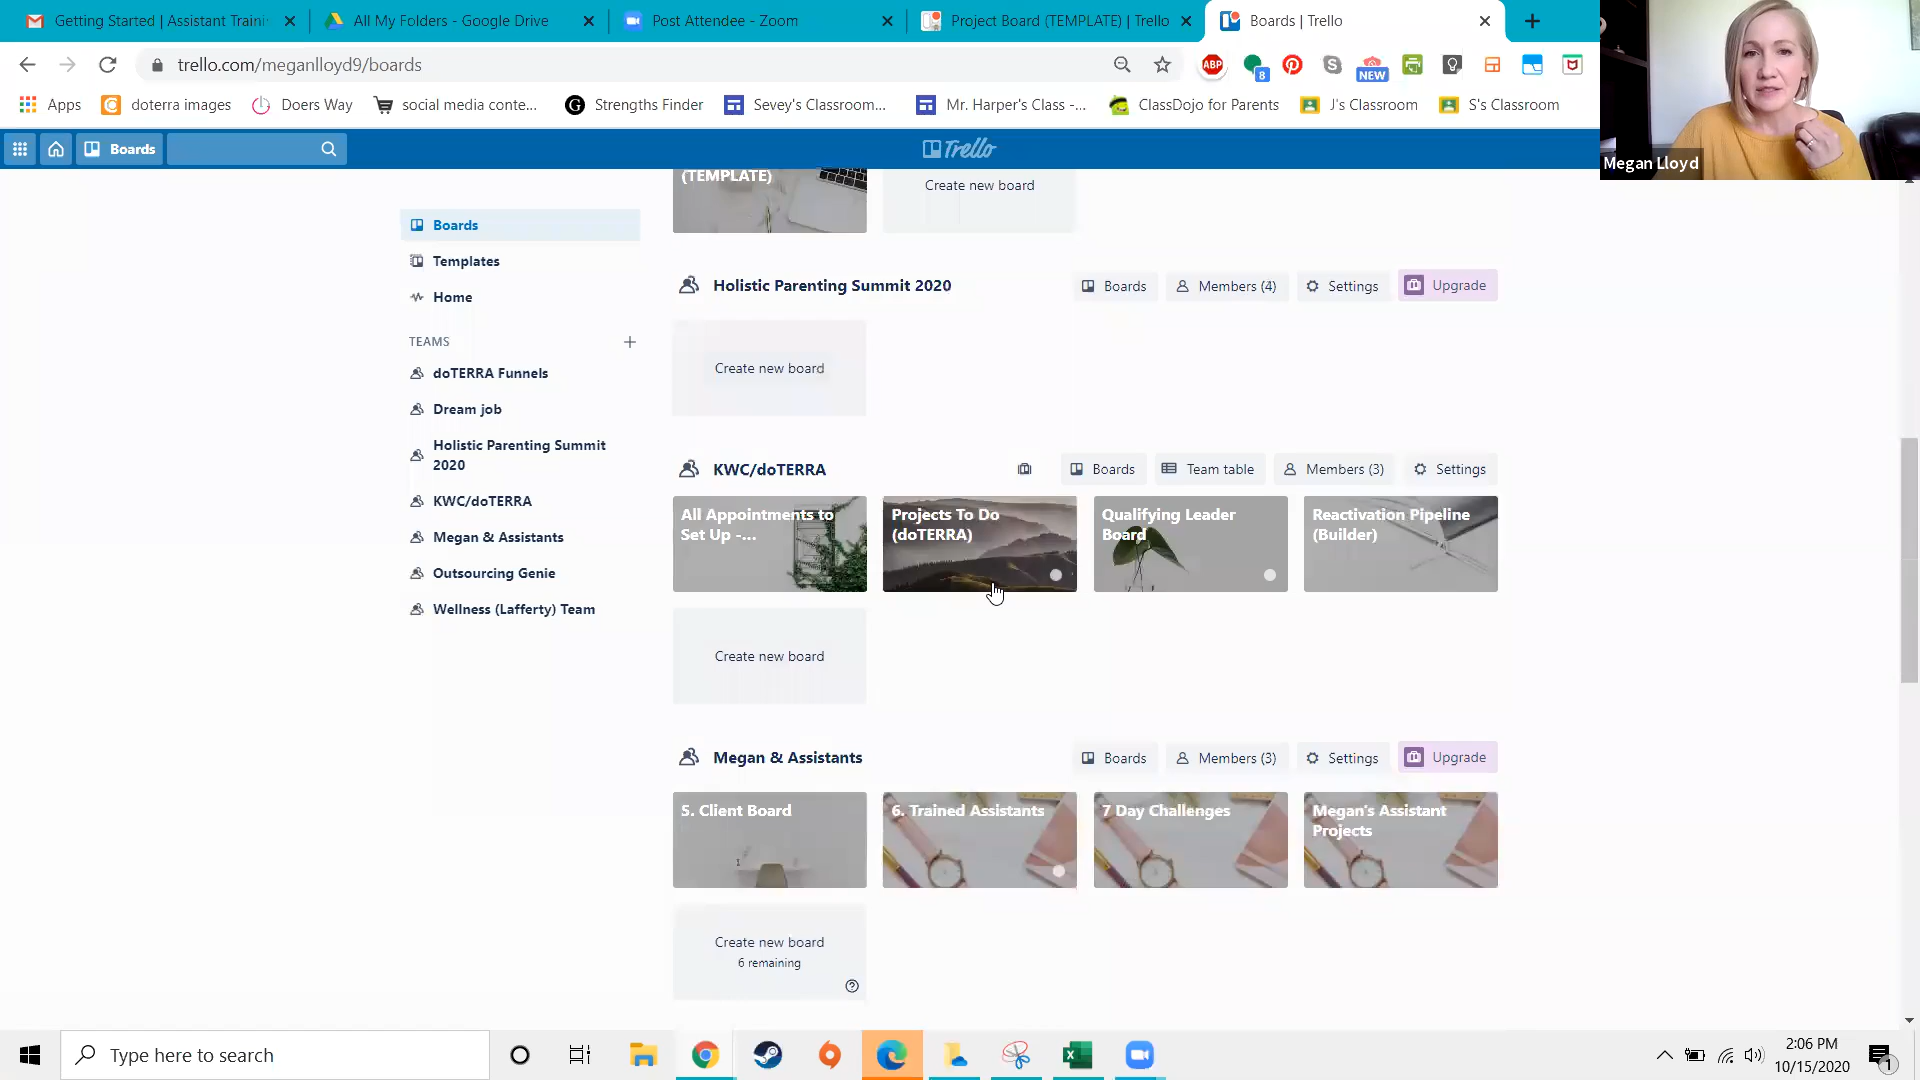 Getting Started | Assistant Traini
All My Folders - Google Drive
Post Attendee - Zoom
Project Board (TEMPLATE) | Trello
Boards | Trello
trello.com/meganlloyd9/boards
ABP
8
NEW
Apps
doterra images
Doers Way
social media conte...
G
Strengths Finder
Sevey's Classroom...
Mr. Harper's Class -...
ClassDojo for Parents
J's Classroom
S's Classroom
Megan Lloyd
Boards
Trello
(TEMPLATE)
Create new board
Boards
Templates
Home
TEAMS
doTERRA Funnels
Dream job
Holistic Parenting Summit
2020
KWC/doTERRA
Megan & Assistants
Outsourcing Genie
Wellness (Lafferty) Team
Holistic Parenting Summit 2020
Boards
Members (4)
Settings
Upgrade
Create new board
KWC/doTERRA
Boards
Team table
Members (3)
Settings
All Appointments to
Set Up -...
Projects To Do
(doTERRA)
Qualifying Leader
Board
Reactivation Pipeline
(Builder)
Create new board
Megan & Assistants
Boards
Members (3)
Settings
Upgrade
5. Client Board
6. Trained Assistants
7 Day Challenges
Megan's Assistant
Projects
Create new board
6 remaining
Type here to search
2:06 PM
10/15/2020
1